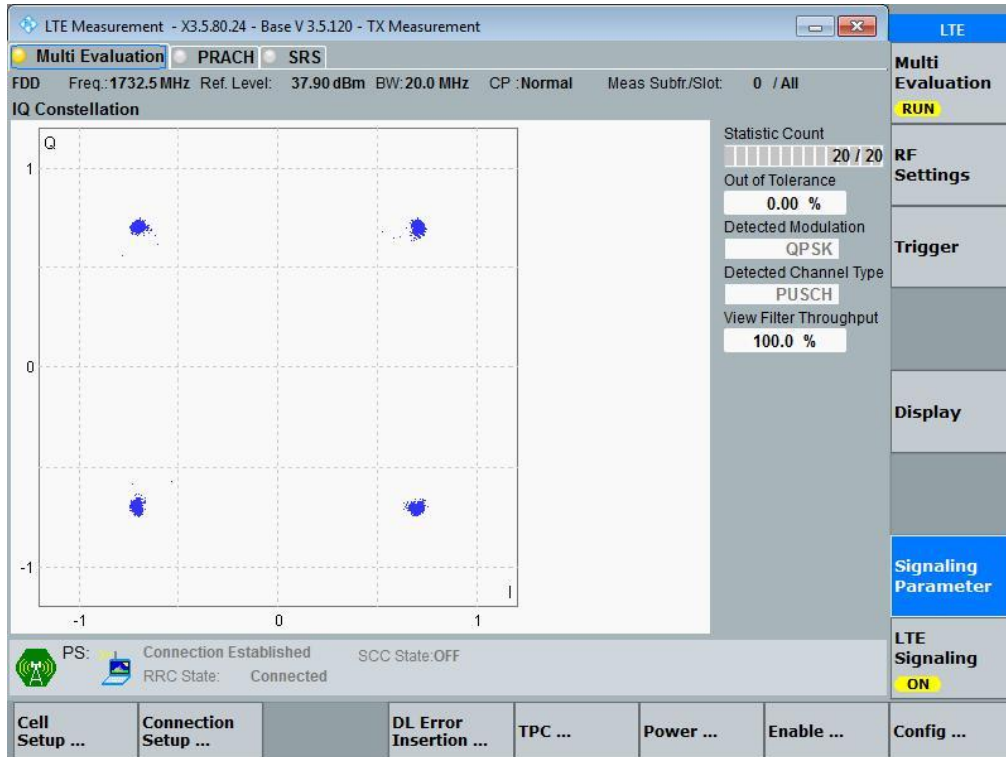 LTE Measurement - X3.5.80.24 - Base V 3.5.120 - TX Measurement
LTE
Multi Evaluation PRACH SRS
FDD Freq.:1732.5 MHz Ref. Level: 37.90 dBm BW:20.0 MHz CP :Normal Meas Subfr./Slot: 0 / All
IQ Constellation
Q
1
0
-1
-1 0 1
I
Statistic Count
20 / 20
Out of Tolerance
0.00 %
Detected Modulation
QPSK
Detected Channel Type
PUSCH
View Filter Throughput
100.0 %
Multi
Evaluation
RUN
RF
Settings
Trigger
Display
Signaling
Parameter
LTE
Signaling
ON
PS: Connection Established SCC State:OFF
RRC State: Connected
Cell
Setup ...
Connection
Setup ...
DL Error
Insertion ...
TPC ...
Power ...
Enable ...
Config ...